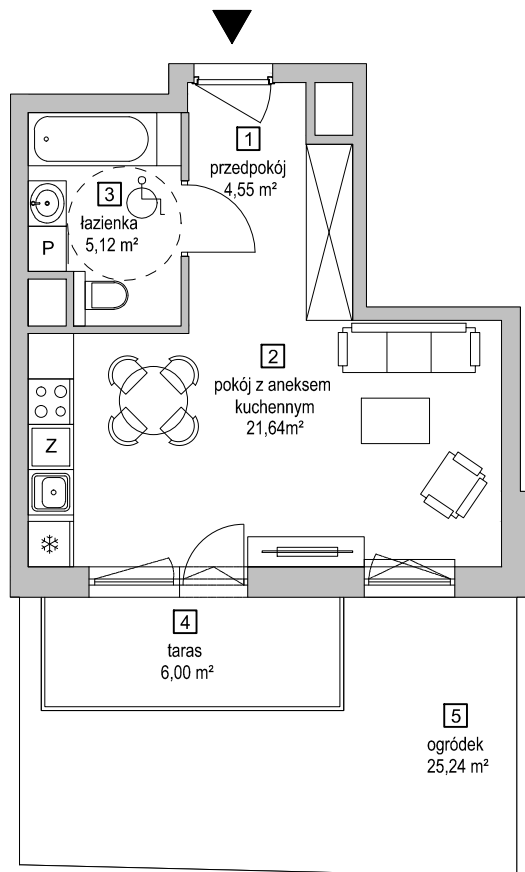 1
przedpokój
4,55 m²
3
łazienka
5,12 m²
P
2
pokój z aneksem
kuchennym
21,64m²
Z
4
taras
6,00 m²
5
ogródek
25,24 m²